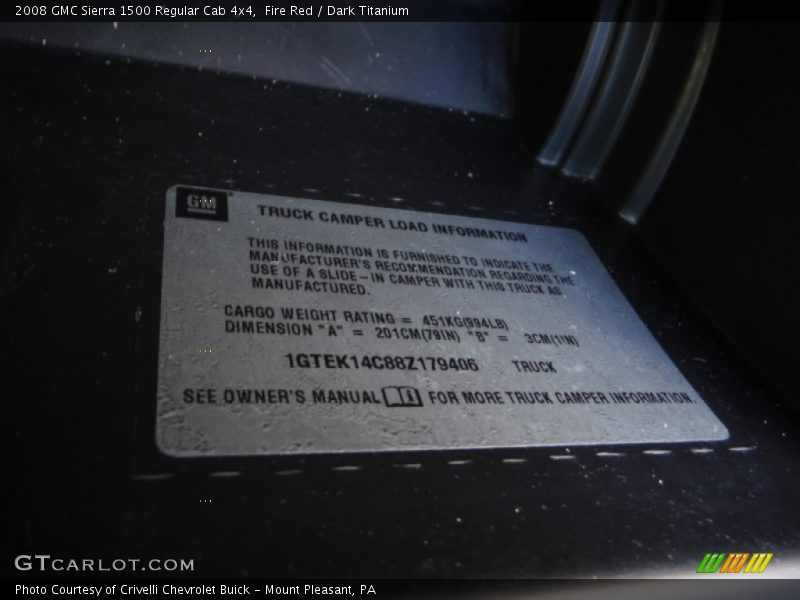 2008 GMC Sierra 1500 Regular Cab 4x4,  Fire Red / Dark Titanium
GM
TRUCK CAMPER LOAD INFORMATION
THIS INFORMATION IS FURNISHED TO INDICATE THE
MANUFACTURER'S RECOMMENDATION REGARDING THE
USE OF A SLIDE-IN CAMPER WITH THIS TRUCK AS
MANUFACTURED.
CARGO WEIGHT RATING = 451KG(994LB)
DIMENSION "A" = 201CM(79IN) "B" = 3CM(1IN)
1GTEK14C88Z179406 TRUCK
SEE OWNER'S MANUAL FOR MORE TRUCK CAMPER INFORMATION.
GTCARLOT.COM
Photo Courtesy of Crivelli Chevrolet Buick - Mount Pleasant, PA